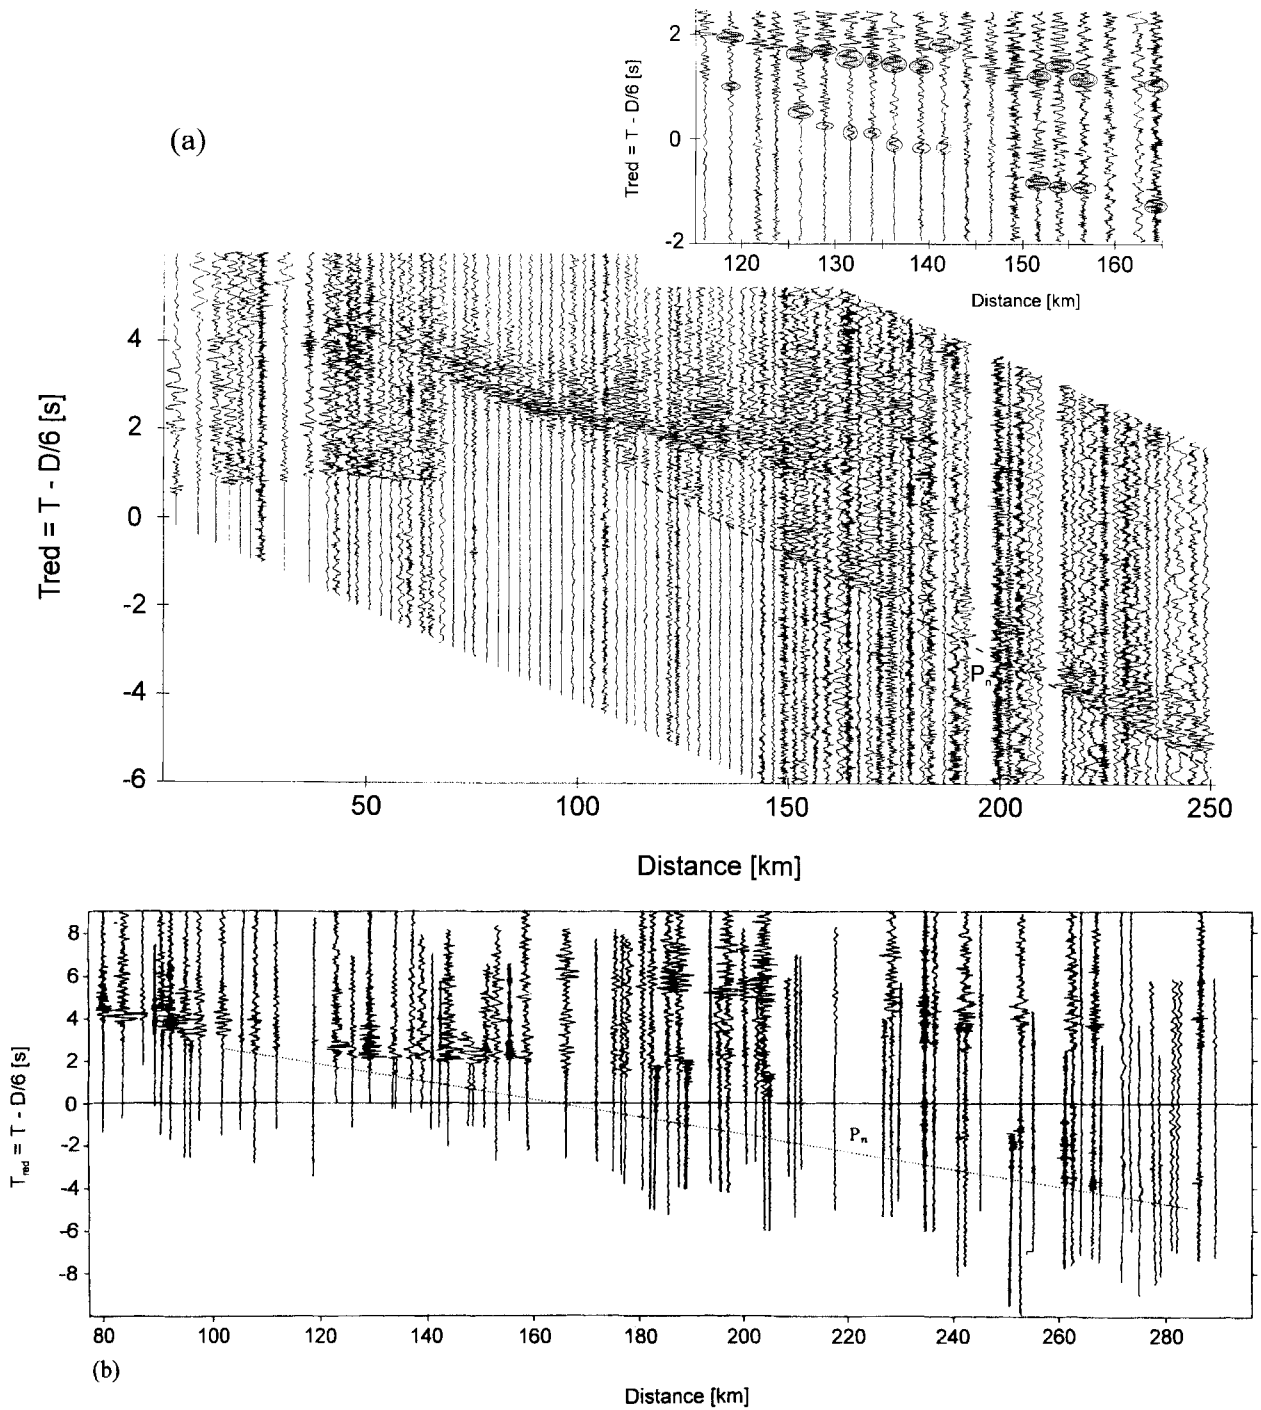 (a)
Tred = T - D/6 [s]
2
0
-2
120 130 140 150 160
Distance [km]
Tred = T - D/6 [s]
4
2
0
-2
-4
-6
Pn
50 100 150 200 250
Distance [km]
Tred = T - D/6 [s]
8
6
4
2
0
-2
-4
-6
-8
Pn
80 100 120 140 160 180 200 220 240 260 280
(b)
Distance [km]